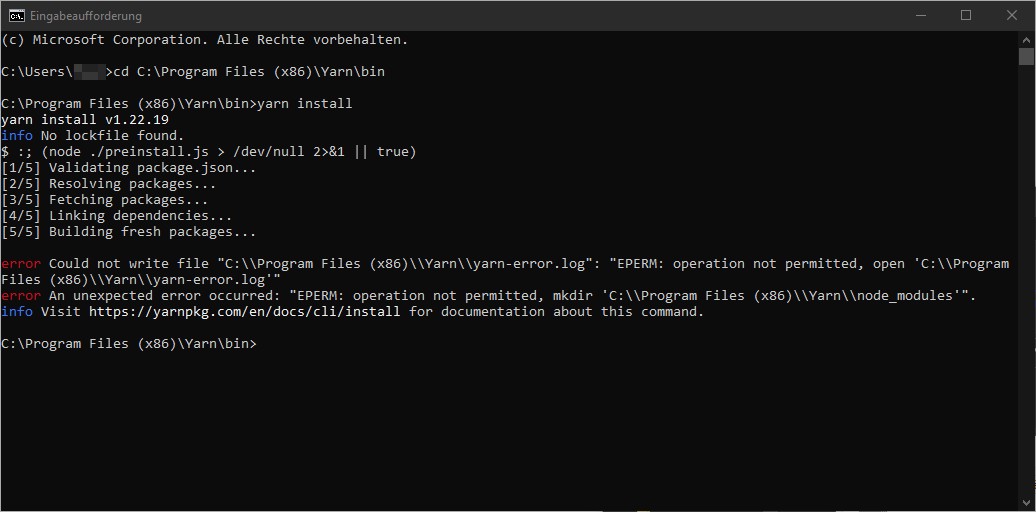 Eingabeaufforderung
(c) Microsoft Corporation. Alle Rechte vorbehalten.
C:\Users\ >cd C:\Program Files (x86)\Yarn\bin
C:\Program Files (x86)\Yarn\bin>yarn install
yarn install v1.22.19
info No lockfile found.
$ :; (node ./preinstall.js > /dev/null 2>&1 || true)
[1/5] Validating package.json...
[2/5] Resolving packages...
[3/5] Fetching packages...
[4/5] Linking dependencies...
[5/5] Building fresh packages...
error Could not write file "C:\\Program Files (x86)\\Yarn\\yarn-error.log": "EPERM: operation not permitted, open 'C:\\Program
Files (x86)\\Yarn\\yarn-error.log'"
error An unexpected error occurred: "EPERM: operation not permitted, mkdir 'C:\\Program Files (x86)\\Yarn\\node_modules'".
info Visit https://yarnpkg.com/en/docs/cli/install for documentation about this command.
C:\Program Files (x86)\Yarn\bin>